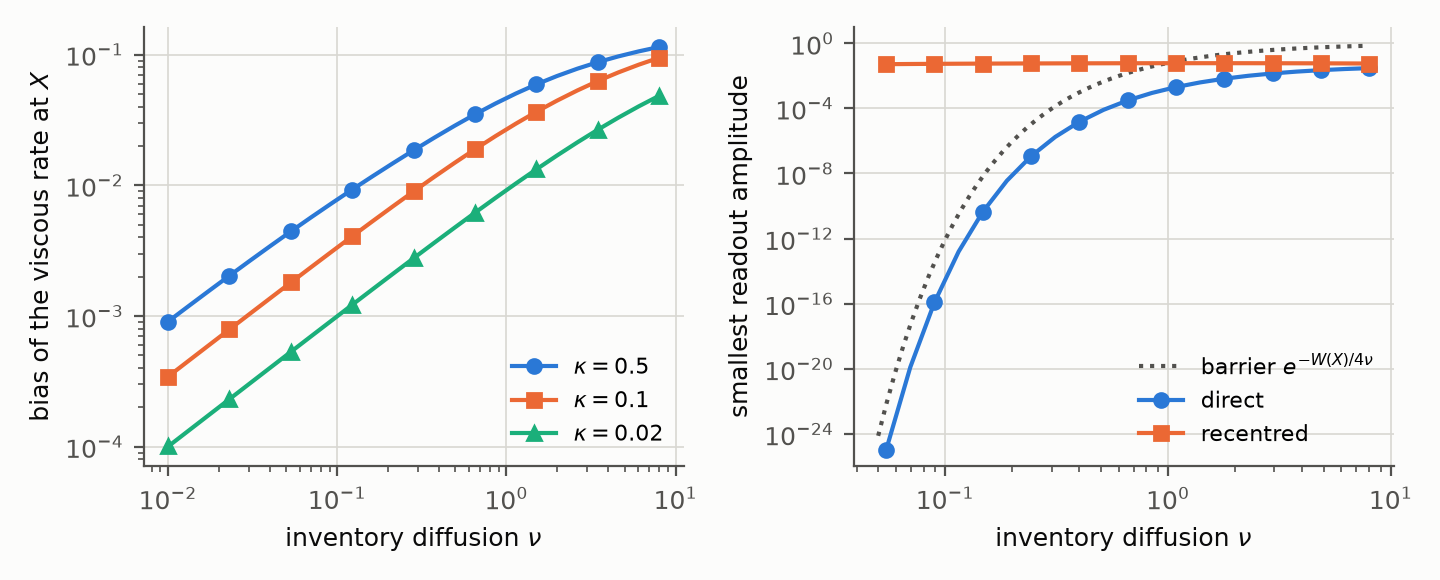 bias of the viscous rate at X
10⁻¹
10⁻²
10⁻³
10⁻⁴
κ = 0.5
κ = 0.1
κ = 0.02
10⁻² 10⁻¹ 10⁰ 10¹
inventory diffusion ν
smallest readout amplitude
10⁰
10⁻⁴
10⁻⁸
10⁻¹²
10⁻¹⁶
10⁻²⁰
10⁻²⁴
barrier e^{−W(X)/4ν}
direct
recentred
10⁻¹ 10⁰ 10¹
inventory diffusion ν